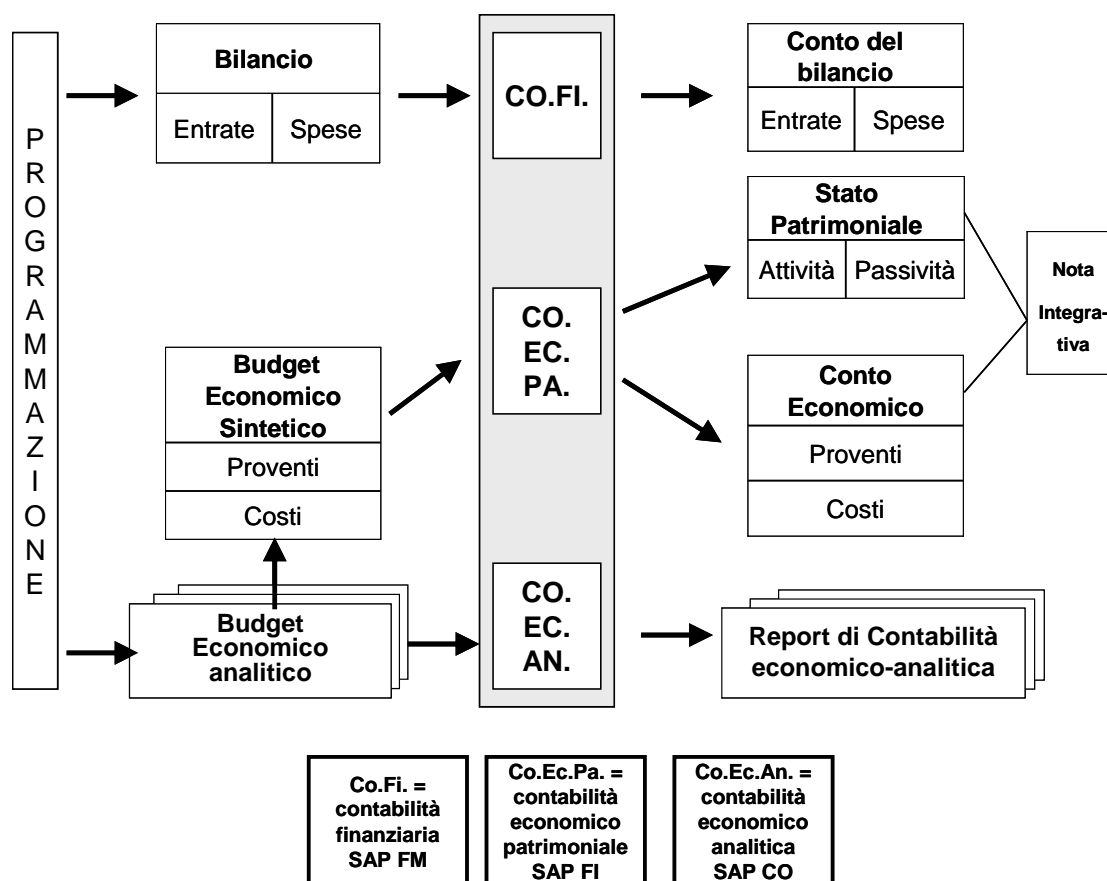 PROGRAMMAZIONE
Bilancio
Entrate
Spese
CO.FI.
Conto del
bilancio
Entrate
Spese
Stato
Patrimoniale
Attività
Passività
Nota
Integra-
tiva
Budget
Economico
Sintetico
Proventi
Costi
CO.
EC.
PA.
Conto
Economico
Proventi
Costi
Budget
Economico
analitico
CO.
EC.
AN.
Report di Contabilità
economico-analitica
Co.Fi. =
contabilità
finanziaria
SAP FM
Co.Ec.Pa. =
contabilità
economico
patrimoniale
SAP FI
Co.Ec.An. =
contabilità
economico
analitica
SAP CO